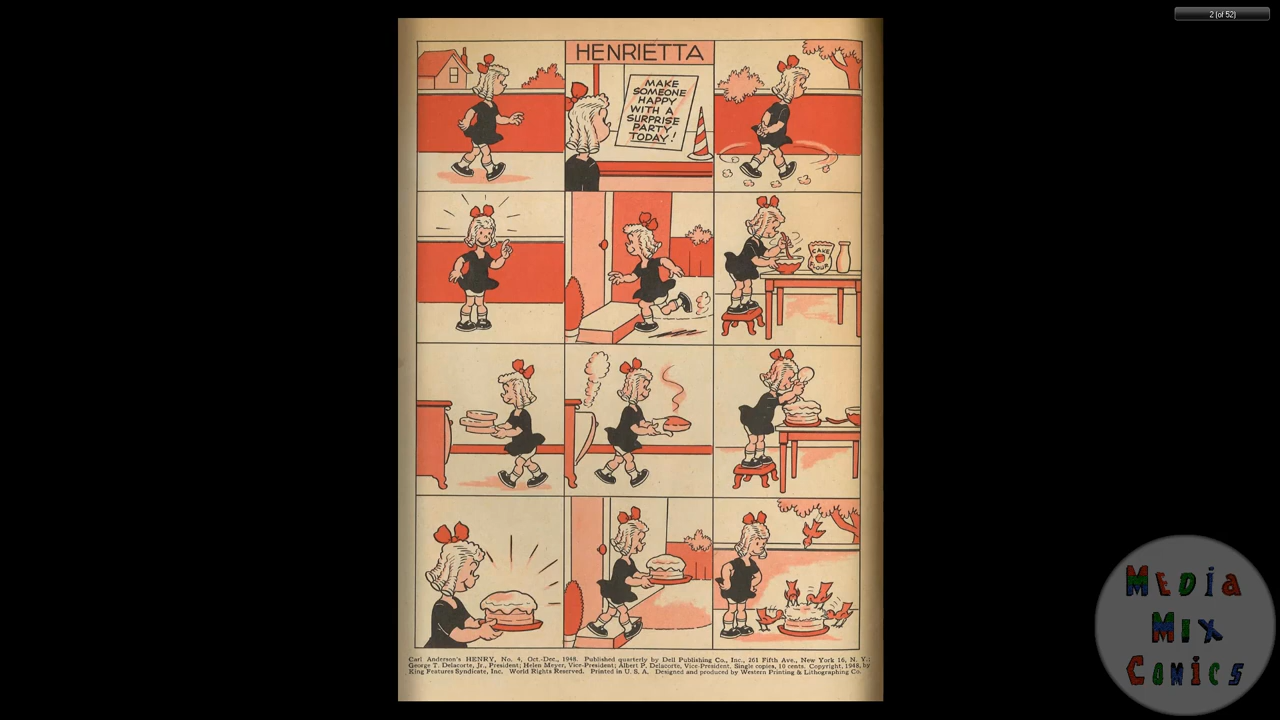 2 (of 52)
HENRIETTA
MAKE
SOMEONE
HAPPY
WITH A
SURPRISE
PARTY
TODAY!
CAKE
FLOUR
Carl Anderson's HENRY, No. 4, Oct.-Dec., 1948. Published quarterly by Dell Publishing Co., Inc., 261 Fifth Ave., New York 16, N. Y.;
George T. Delacorte, Jr., President; Helen Meyer, Vice-President; Albert P. Delacorte, Vice-President. Single copies, 10 cents. Copyright, 1948, by
King Features Syndicate, Inc. World Rights Reserved. Printed in U. S. A. Designed and produced by Western Printing & Lithographing Co.
MEDIA
MIX
COMICS